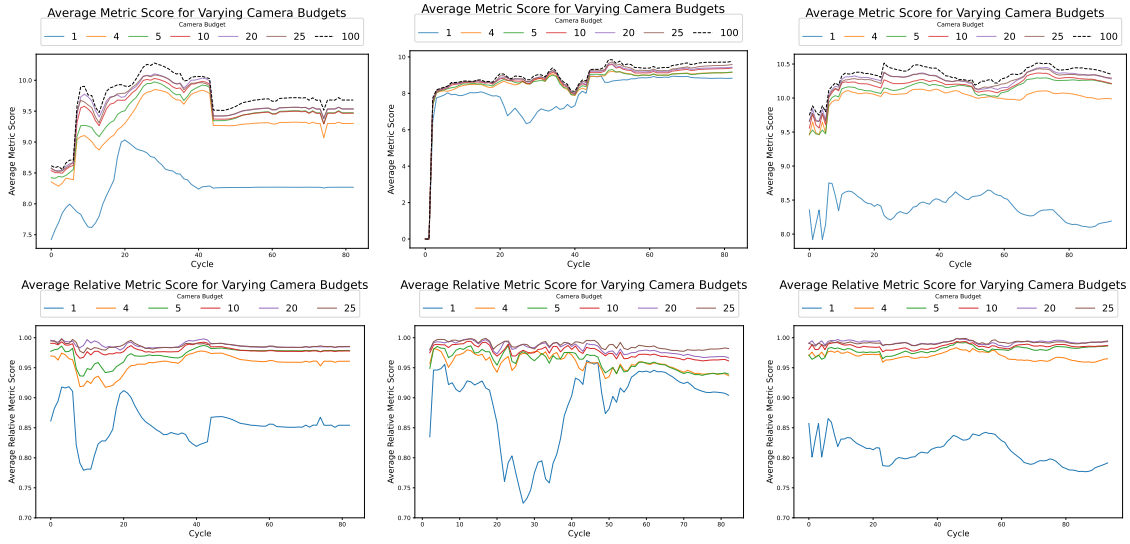 Average Metric Score for Varying Camera Budgets
Camera Budget
1 4 5 10 20 25 100
10.0
9.5
9.0
8.5
8.0
7.5
Average Metric Score
0 20 40 60 80
Cycle
Average Metric Score for Varying Camera Budgets
Camera Budget
1 4 5 10 20 25 100
10
8
6
4
2
0
Average Metric Score
0 20 40 60 80
Cycle
Average Metric Score for Varying Camera Budgets
Camera Budget
1 4 5 10 20 25 100
10.5
10.0
9.5
9.0
8.5
8.0
Average Metric Score
0 20 40 60 80
Cycle
Average Relative Metric Score for Varying Camera Budgets
Camera Budget
1 4 5 10 20 25
1.00
0.95
0.90
0.85
0.80
0.75
0.70
Average Relative Metric Score
0 20 40 60 80
Cycle
Average Relative Metric Score for Varying Camera Budgets
Camera Budget
1 4 5 10 20 25
1.00
0.95
0.90
0.85
0.80
0.75
0.70
Average Relative Metric Score
0 10 20 30 40 50 60 70 80
Cycle
Average Relative Metric Score for Varying Camera Budgets
Camera Budget
1 4 5 10 20 25
1.00
0.95
0.90
0.85
0.80
0.75
0.70
Average Relative Metric Score
0 20 40 60 80
Cycle